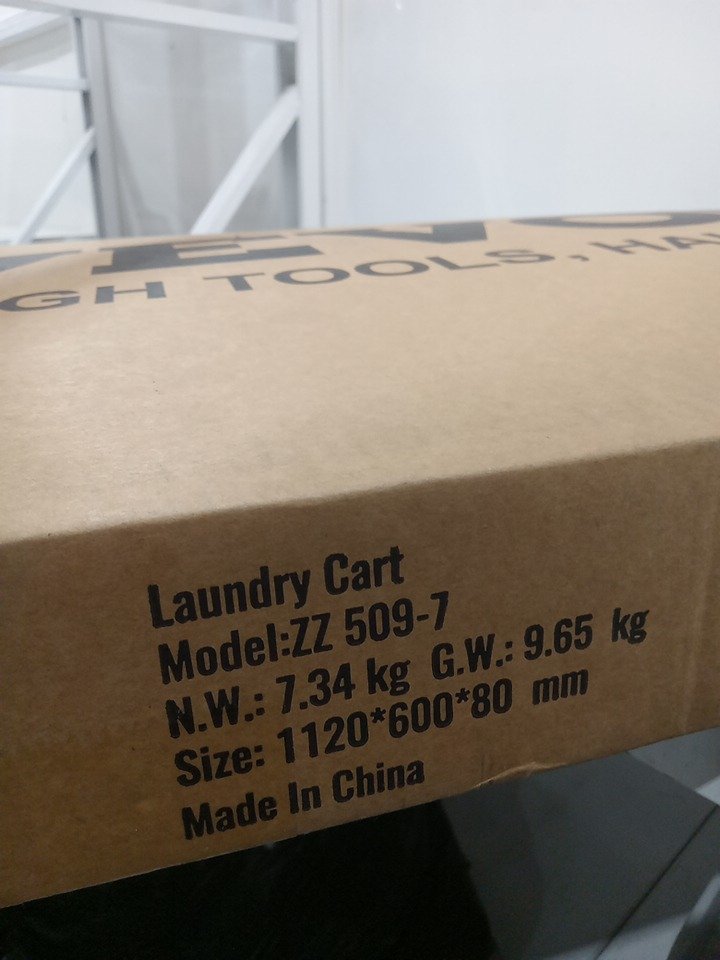 VEVO
GH TOOLS, HA
Laundry Cart
Model:ZZ 509-7
N.W.: 7.34 kg G.W.: 9.65 kg
Size: 1120*600*80 mm
Made In China